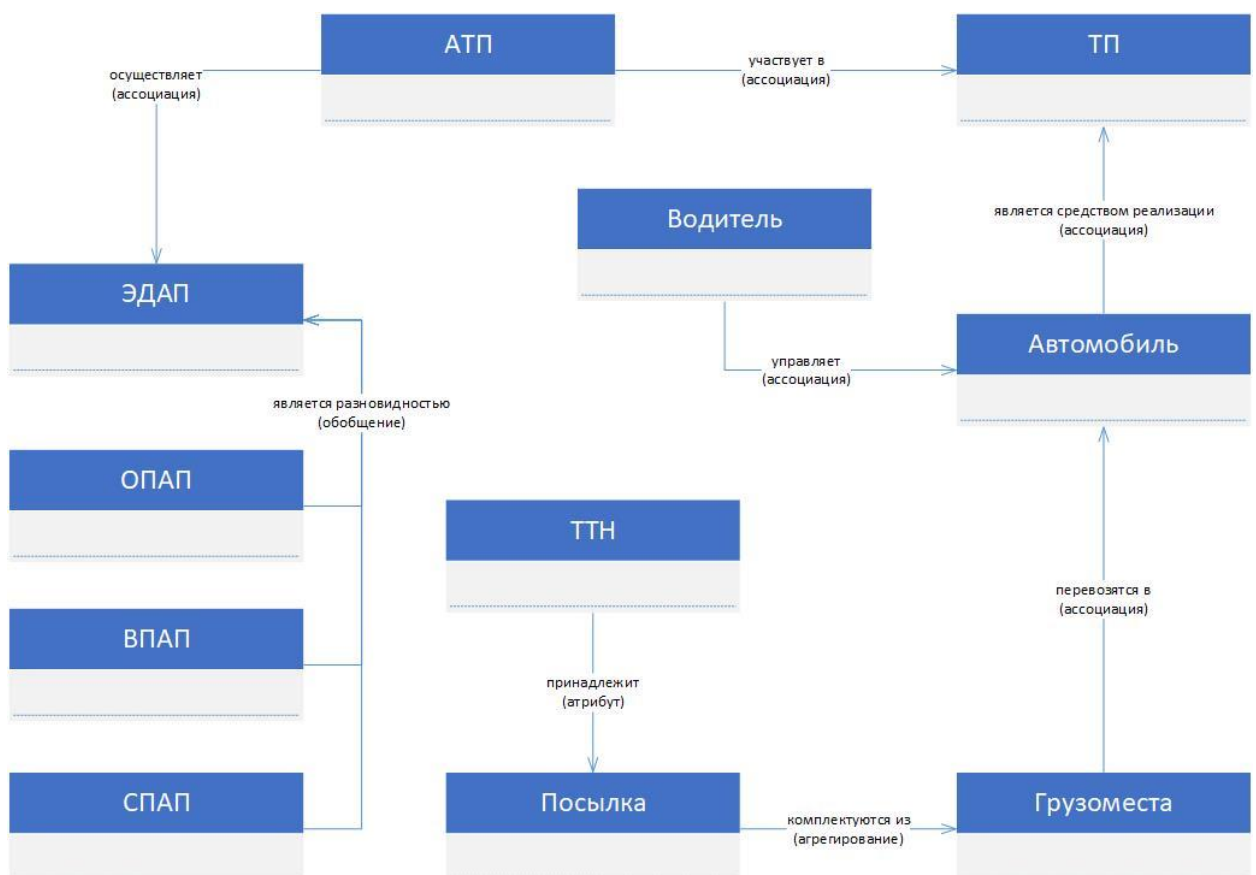 АТП
ТП
осуществляет
(ассоциация)
участвует в
(ассоциация)
Водитель
является средством реализации
(ассоциация)
ЭДАП
Автомобиль
управляет
(ассоциация)
является разновидностью
(обобщение)
ОПАП
ТТН
перевозятся в
(ассоциация)
ВПАП
принадлежит
(атрибут)
СПАП
Посылка
комплектуются из
(агрегирование)
Грузоместа